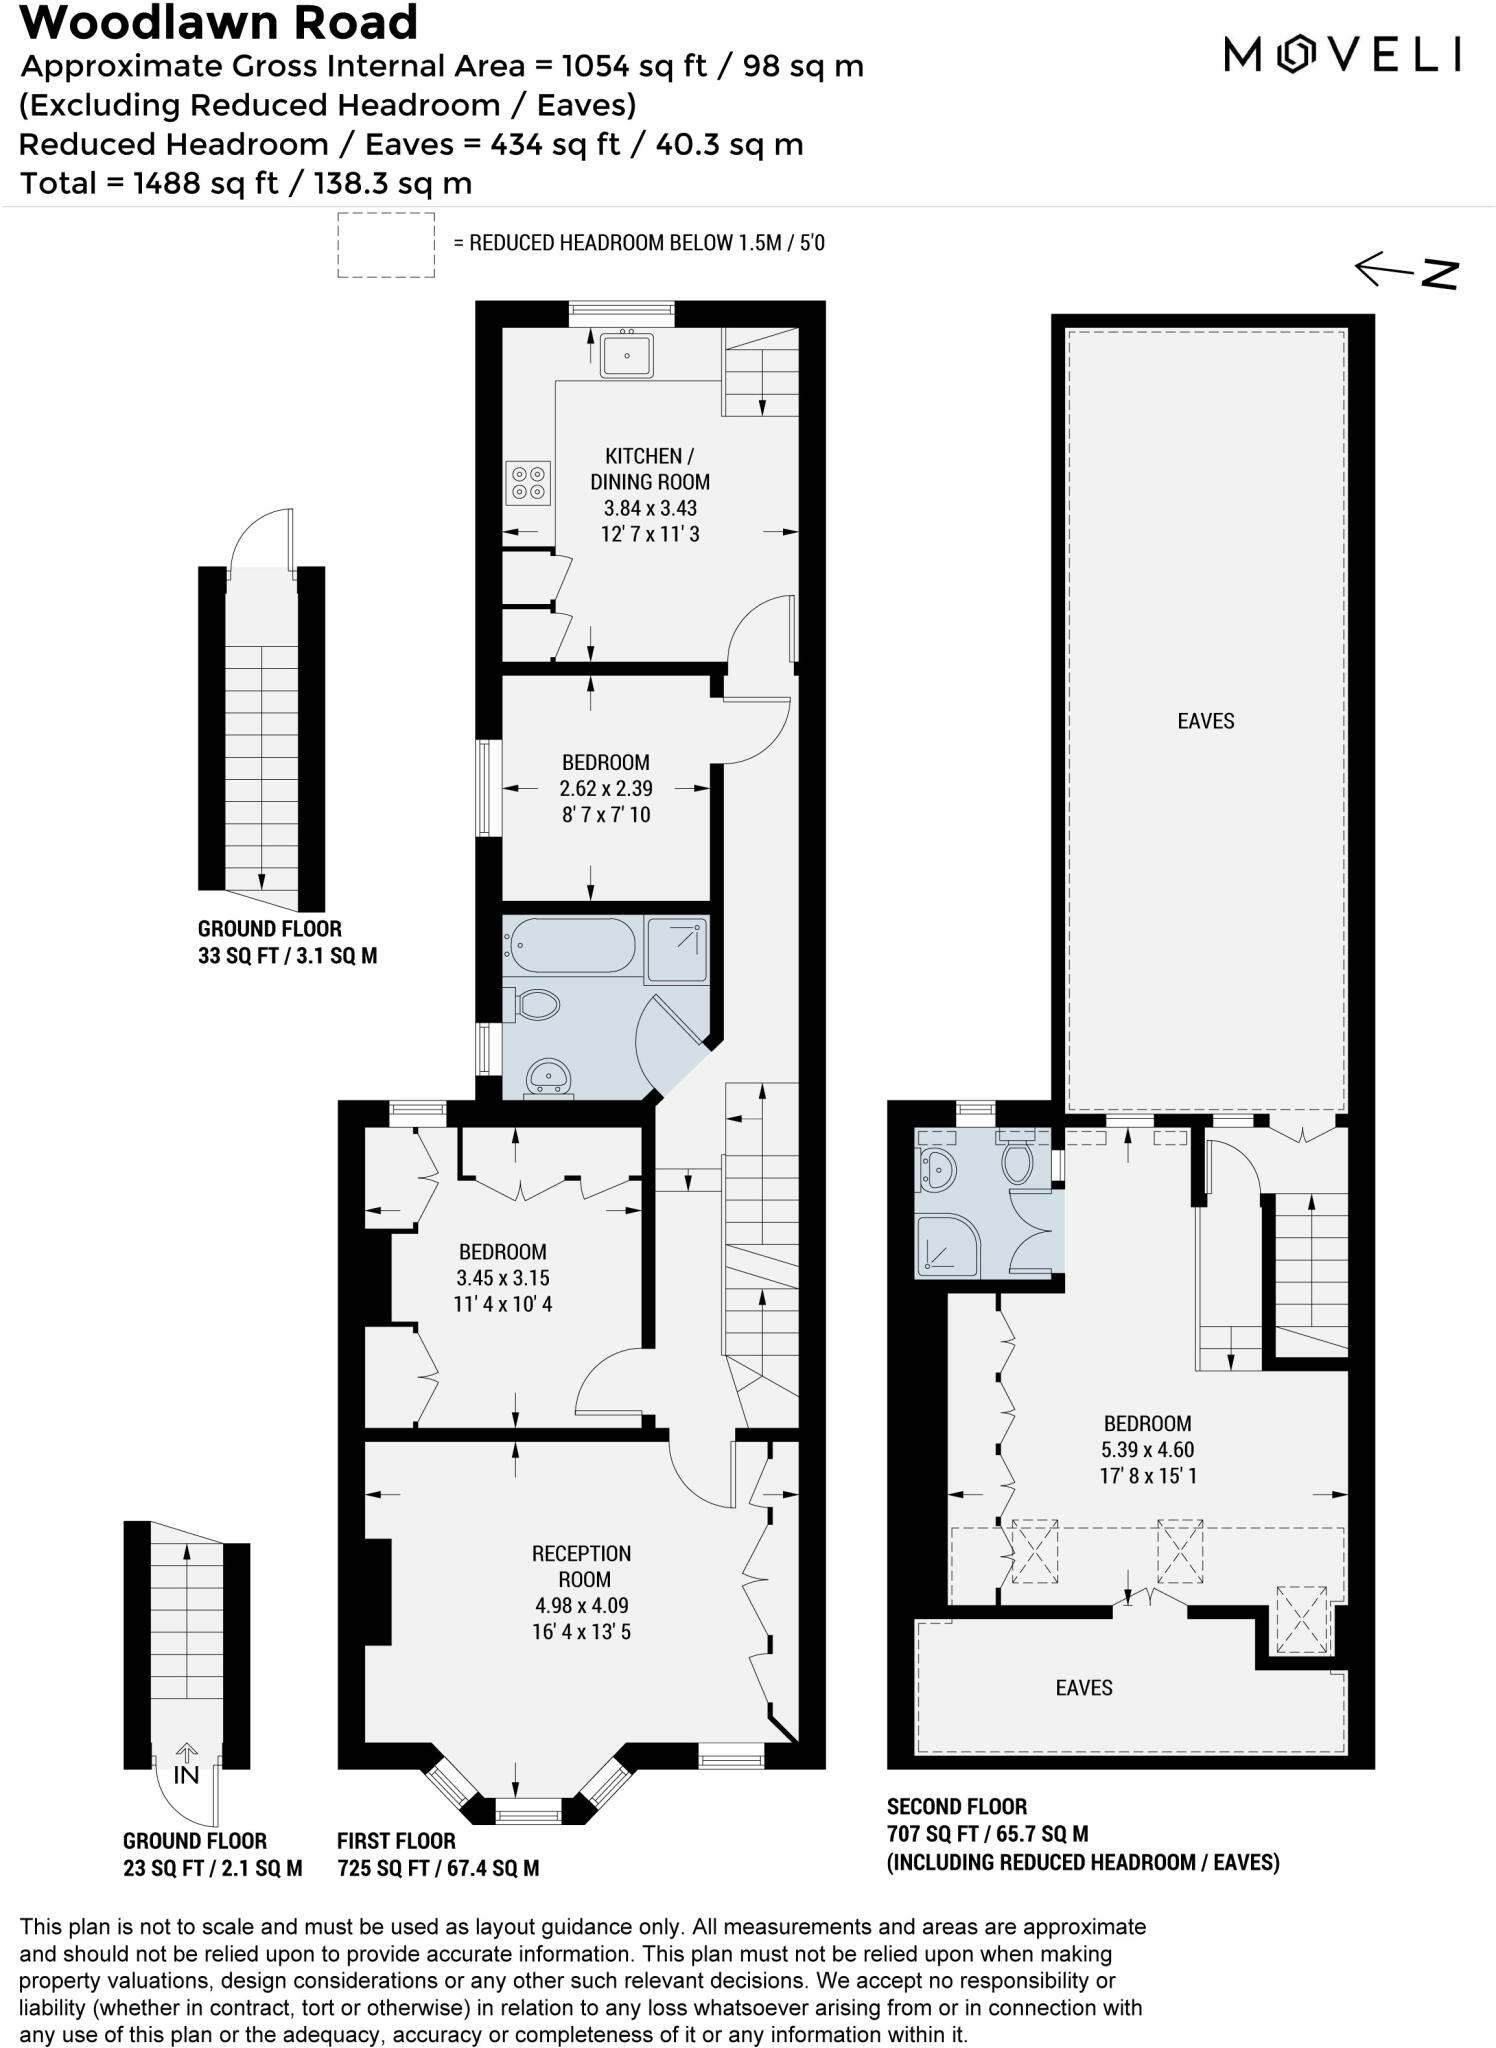 Woodlawn Road
Approximate Gross Internal Area = 1054 sq ft / 98 sq m
(Excluding Reduced Headroom / Eaves)
Reduced Headroom / Eaves = 434 sq ft / 40.3 sq m
Total = 1488 sq ft / 138.3 sq m
MOVELI
= REDUCED HEADROOM BELOW 1.5M / 5'0
N
KITCHEN /
DINING ROOM
3.84 x 3.43
12' 7 x 11' 3
BEDROOM
2.62 x 2.39
8' 7 x 7' 10
GROUND FLOOR
33 SQ FT / 3.1 SQ M
BEDROOM
3.45 x 3.15
11' 4 x 10' 4
RECEPTION
ROOM
4.98 x 4.09
16' 4 x 13' 5
IN
GROUND FLOOR
23 SQ FT / 2.1 SQ M
FIRST FLOOR
725 SQ FT / 67.4 SQ M
EAVES
BEDROOM
5.39 x 4.60
17' 8 x 15' 1
EAVES
SECOND FLOOR
707 SQ FT / 65.7 SQ M
(INCLUDING REDUCED HEADROOM / EAVES)
This plan is not to scale and must be used as layout guidance only. All measurements and areas are approximate
and should not be relied upon to provide accurate information. This plan must not be relied upon when making
property valuations, design considerations or any other such relevant decisions. We accept no responsibility or
liability (whether in contract, tort or otherwise) in relation to any loss whatsoever arising from or in connection with
any use of this plan or the adequacy, accuracy or completeness of it or any information within it.